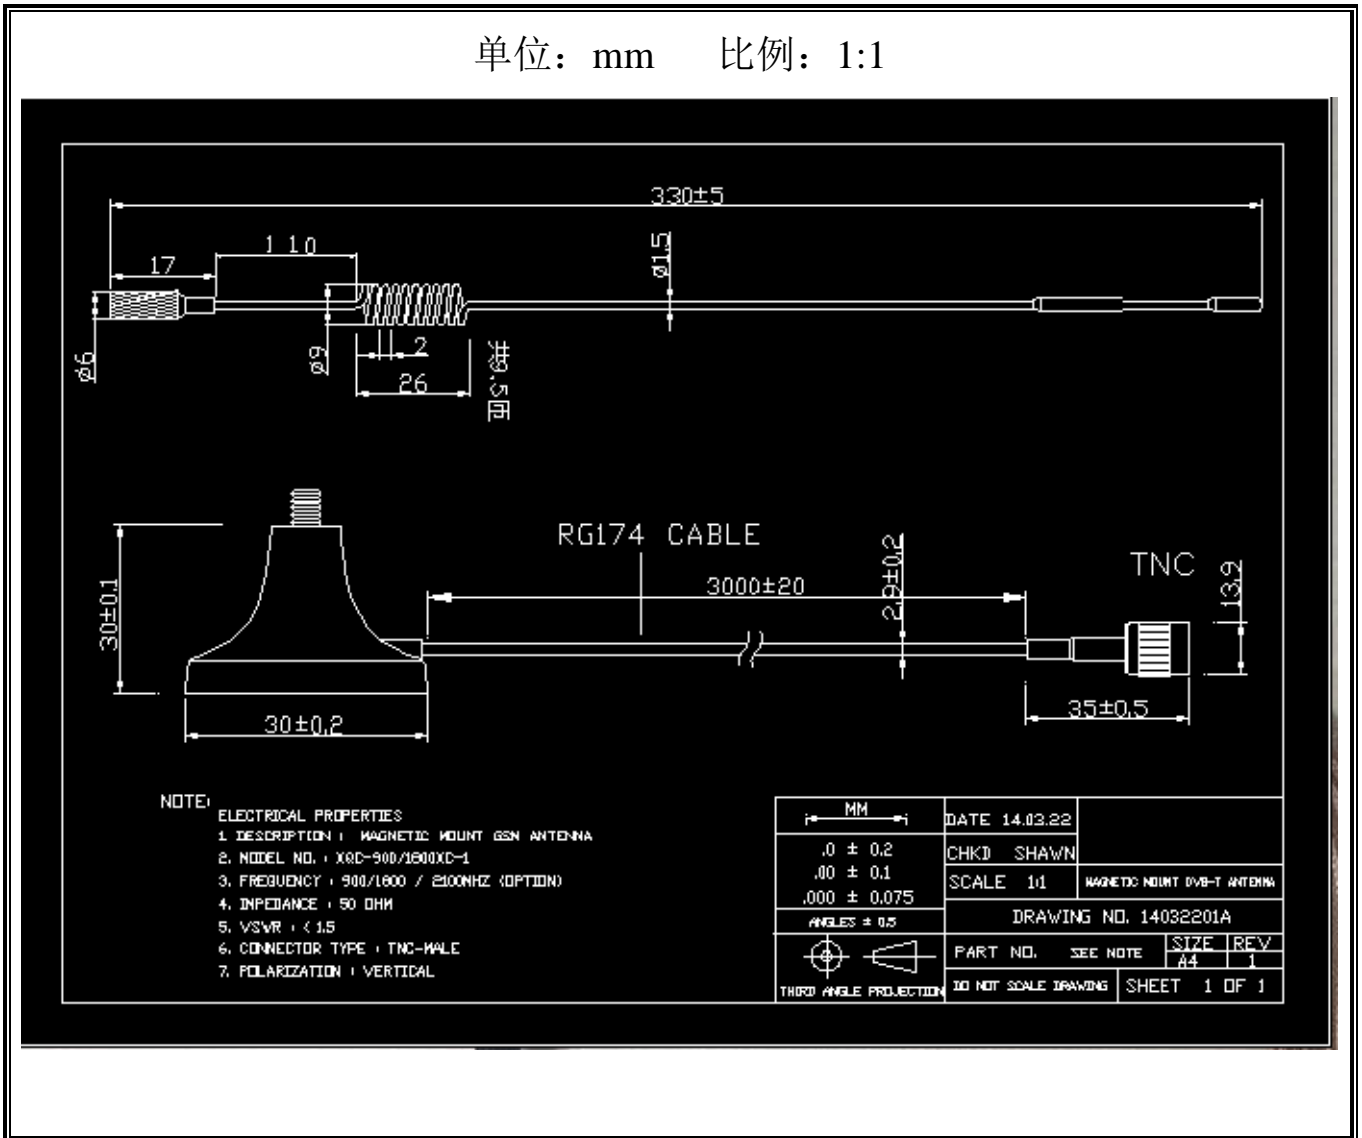 单位：mm 比例：1:1
330±5
110
17
ø1.5
ø6
ø9
2
26
共9.5匝
RG174 CABLE
TNC
3000±20
2.9±0.2
13.9
30±0.1
30±0.2
35±0.5
NOTE:
ELECTRICAL PROPERTIES
1 DESCRIPTION : MAGNETIC MOUNT GSN ANTENNA
2. MODEL NO. : XQC-900/1800XC-1
3. FREQUENCY : 900/1800 / 2100MHZ (OPTION)
4. INPEDANCE : 50 OHM
5. VSWR : < 1.5
6. CONNECTOR TYPE : TNC-MALE
7. POLARIZATION : VERTICAL
MM
.0 ± 0.2
.00 ± 0.1
.000 ± 0.075
ANGLES ± 0.5
THIRD ANGLE PROJECTION
DATE 14.03.22
CHKD SHAWN
SCALE 1:1
MAGNETIC MOUNT DVB-T ANTENNA
DRAWING NO. 14032201A
PART NO. SEE NOTE
SIZE REV
A4 1
DO NOT SCALE DRAWING
SHEET 1 OF 1